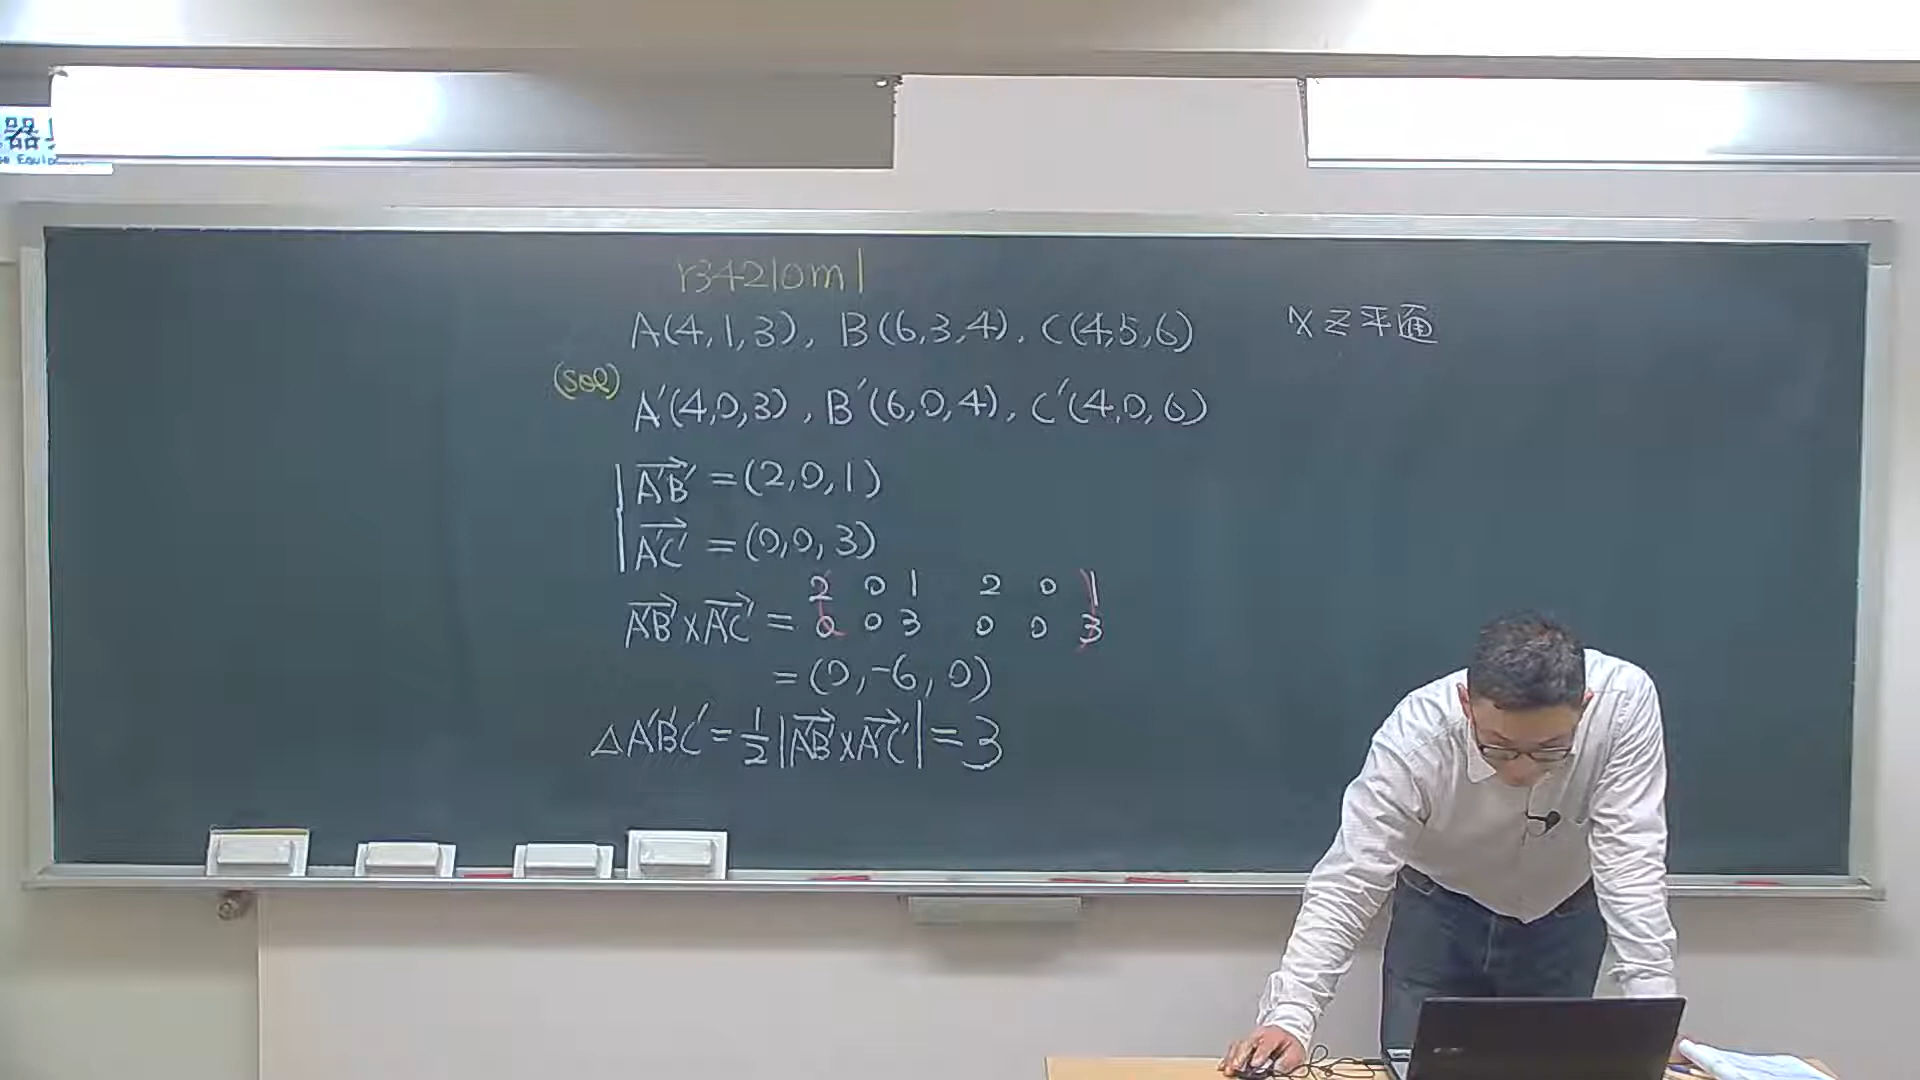 器
r34210m1
A(4,1,3), B(6,3,4), C(4,5,6) XZ平面
(sol)
A'(4,0,3), B'(6,0,4), C'(4,0,6)
A'B' = (2,0,1)
A'C' = (0,0,3)
2 0 1 2 0 1
A'B' × A'C' = 0 0 3 0 0 3
= (0,-6,0)
△A'B'C' = 1/2 |A'B' × A'C'| = 3